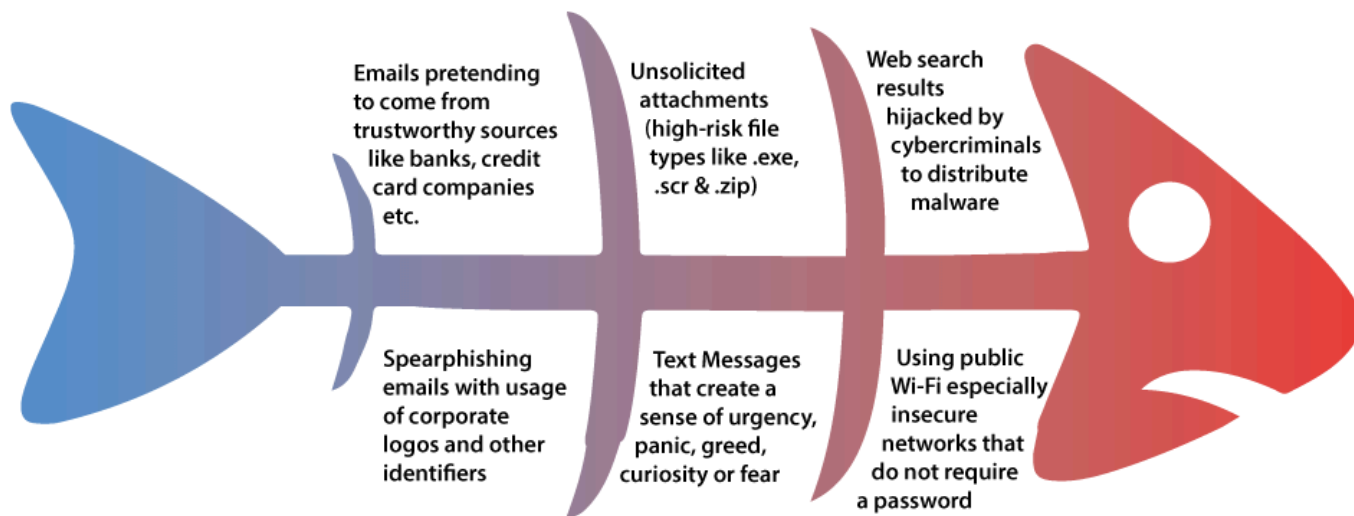 Emails pretending
to come from
trustworthy sources
like banks, credit
card companies
etc.
Unsolicited
attachments
(high-risk file
types like .exe,
.scr & .zip)
Web search
results
hijacked by
cybercriminals
to distribute
malware
Spearphishing
emails with usage
of corporate
logos and other
identifiers
Text Messages
that create a
sense of urgency,
panic, greed,
curiosity or fear
Using public
Wi-Fi especially
insecure
networks that
do not require
a password